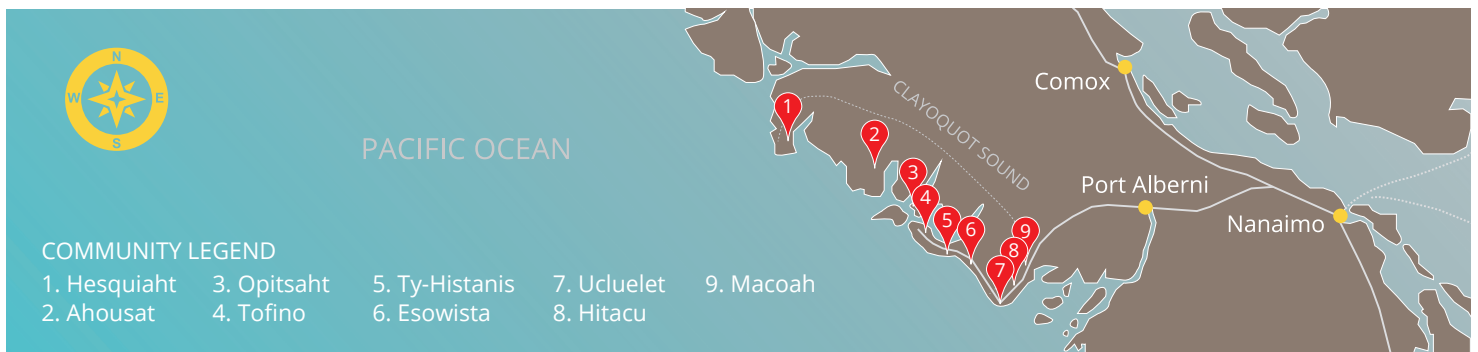 N
W
E
S
PACIFIC OCEAN
CLAYOQUOT SOUND
Comox
Port Alberni
Nanaimo
1
2
3
4
5
6
7
8
9
COMMUNITY LEGEND
1. Hesquiaht 3. Opitsaht 5. Ty-Histanis 7. Ucluelet 9. Macoah
2. Ahousat 4. Tofino 6. Esowista 8. Hitacu